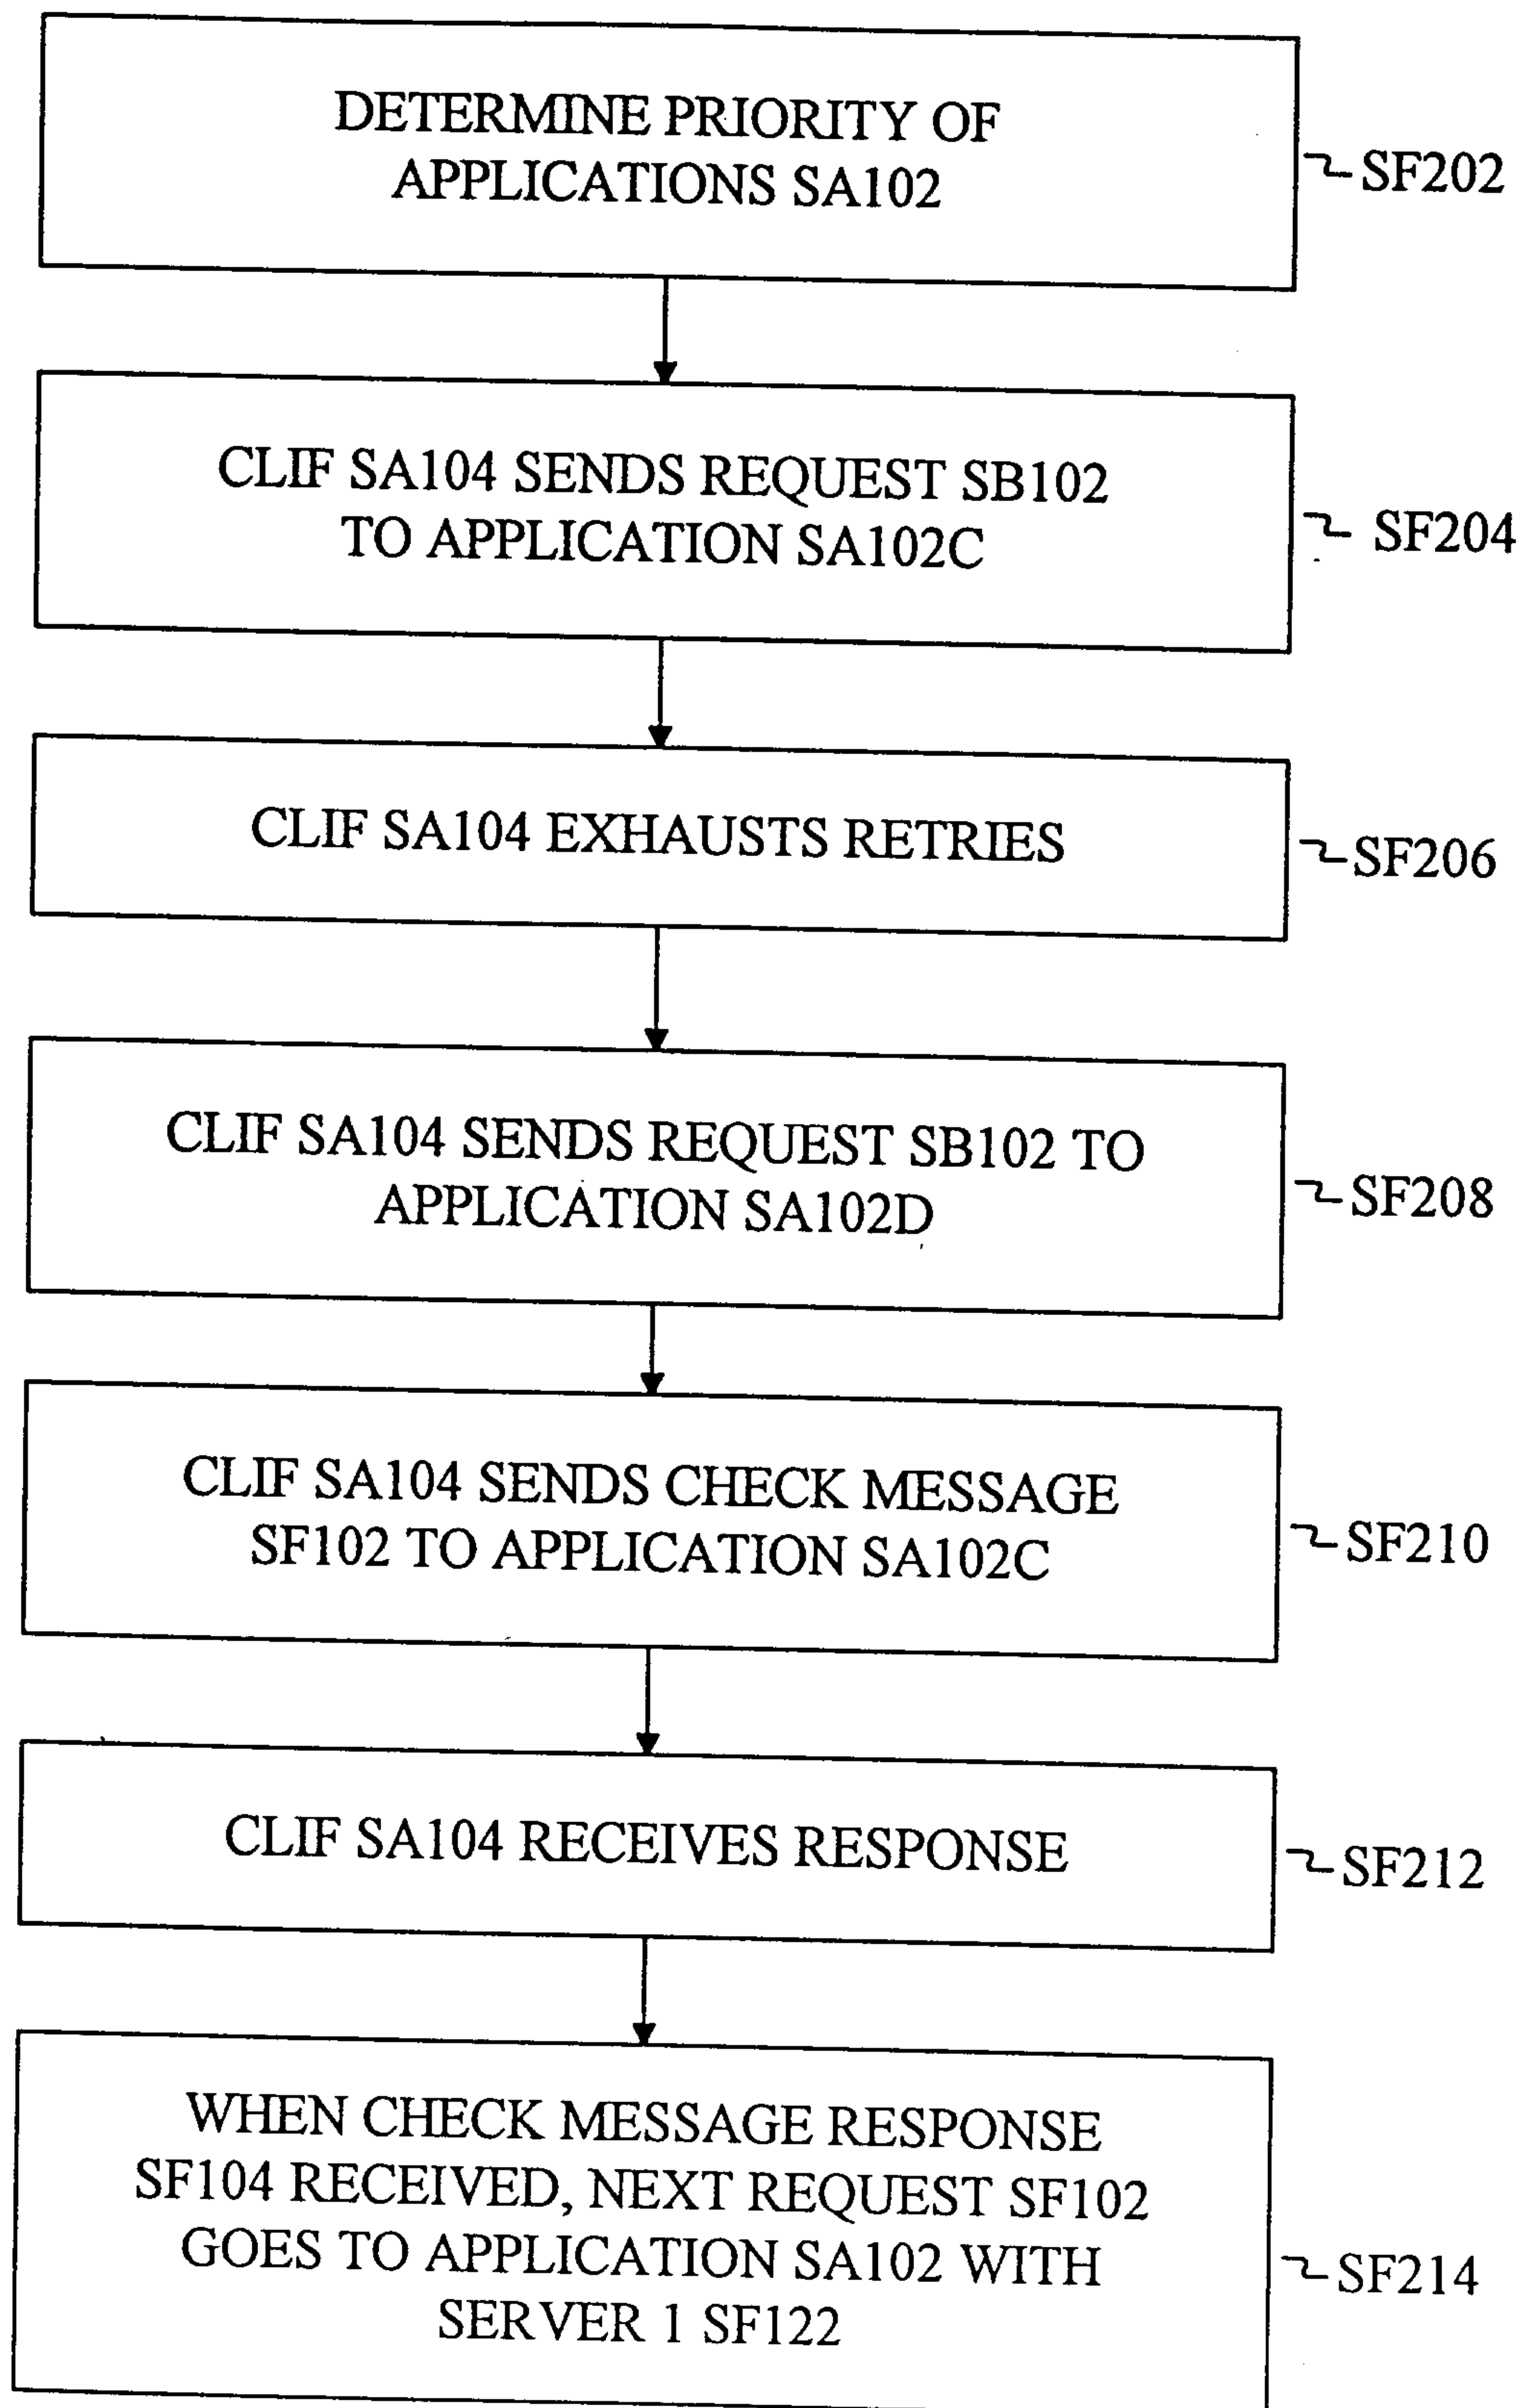 DETERMINE PRIORITY OF
APPLICATIONS SA102
SF202
CLIF SA104 SENDS REQUEST SB102
TO APPLICATION SA102C
SF204
CLIF SA104 EXHAUSTS RETRIES
SF206
CLIF SA104 SENDS REQUEST SB102 TO
APPLICATION SA102D
SF208
CLIF SA104 SENDS CHECK MESSAGE
SF102 TO APPLICATION SA102C
SF210
CLIF SA104 RECEIVES RESPONSE
SF212
WHEN CHECK MESSAGE RESPONSE
SF104 RECEIVED, NEXT REQUEST SF102
GOES TO APPLICATION SA102 WITH
SERVER 1 SF122
SF214